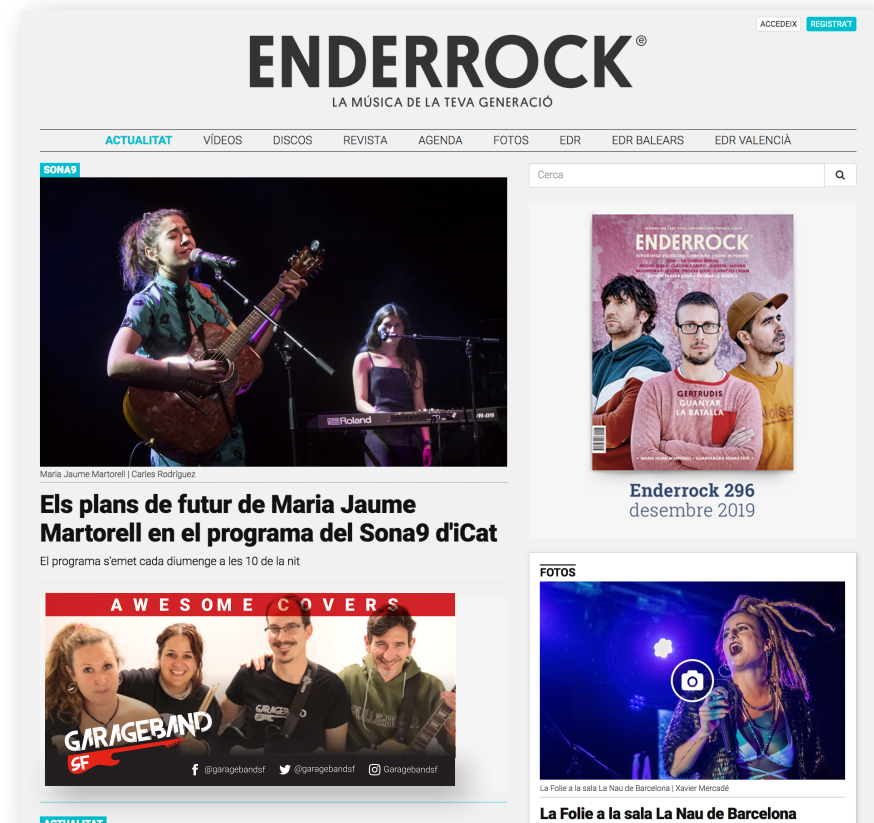 ACCEDEIX
REGISTRA'T
ENDERROCK
LA MÚSICA DE LA TEVA GENERACIÓ
ACTUALITAT VÍDEOS DISCOS REVISTA AGENDA FOTOS EDR EDR BALEARS EDR VALENCIÀ
SONA9
Roland
VR-09
Maria Jaume Martorell | Carles Rodríguez
Els plans de futur de Maria Jaume
Martorell en el programa del Sona9 d'iCat
El programa s'emet cada diumenge a les 10 de la nit
AWESOME COVERS
GARAGEBAND
SF
@garagebandsf @garagebandsf Garagebandsf
ACTUALITAT
Cerca
ENDERROCK
GERTRUDIS
GUANYAR
LA BATALLA
Enderrock 296
desembre 2019
FOTOS
La Folie a la sala La Nau de Barcelona | Xavier Mercadé
La Folie a la sala La Nau de Barcelona